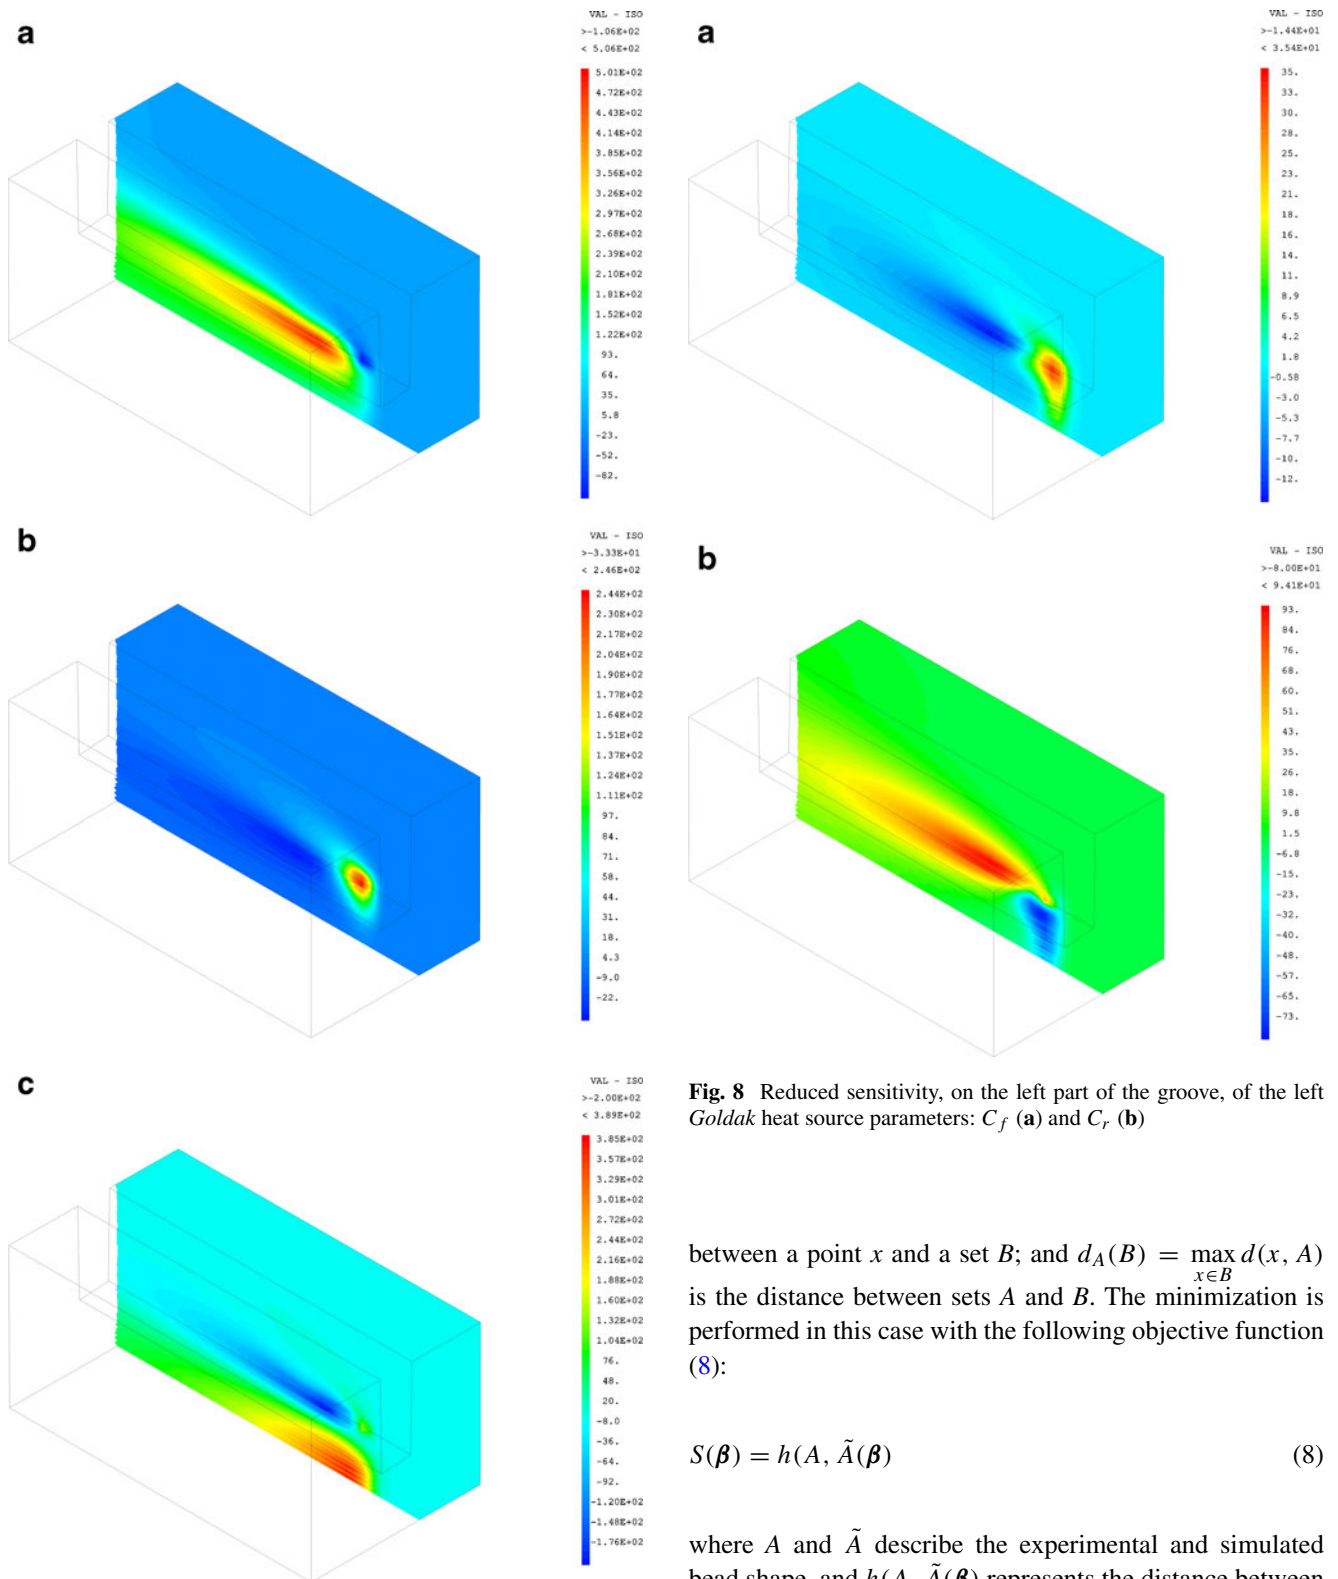 a
VAL - ISO
>-1.06E+02
< 5.06E+02
5.01E+02
4.72E+02
4.43E+02
4.14E+02
3.85E+02
3.56E+02
3.26E+02
2.97E+02
2.68E+02
2.39E+02
2.10E+02
1.81E+02
1.52E+02
1.22E+02
93.
64.
35.
5.8
-23.
-52.
-82.
b
VAL - ISO
>-3.33E+01
< 2.46E+02
2.44E+02
2.30E+02
2.17E+02
2.04E+02
1.90E+02
1.77E+02
1.64E+02
1.51E+02
1.37E+02
1.24E+02
1.11E+02
97.
84.
71.
58.
44.
31.
18.
4.3
-9.0
-22.
c
VAL - ISO
>-2.00E+02
< 3.89E+02
3.85E+02
3.57E+02
3.29E+02
3.01E+02
2.72E+02
2.44E+02
2.16E+02
1.88E+02
1.60E+02
1.32E+02
1.04E+02
76.
48.
20.
-8.0
-36.
-64.
-92.
-1.20E+02
-1.48E+02
-1.76E+02
a
VAL - ISO
>-1.44E+01
< 3.54E+01
35.
33.
30.
28.
25.
23.
21.
18.
16.
14.
11.
8.9
6.5
4.2
1.8
-0.58
-3.0
-5.3
-7.7
-10.
-12.
b
VAL - ISO
>-8.00E+01
< 9.41E+01
93.
84.
76.
68.
60.
51.
43.
35.
26.
18.
9.8
1.5
-6.8
-15.
-23.
-32.
-40.
-48.
-57.
-65.
-73.
Fig. 8 Reduced sensitivity, on the left part of the groove, of the left
Goldak heat source parameters: C_f (a) and C_r (b)
between a point x and a set B; and d_A(B) = max_{x∈B} d(x, A)
is the distance between sets A and B. The minimization is
performed in this case with the following objective function
(8):
S(β) = h(A, Ã(β) (8)
where A and Ã describe the experimental and simulated
bead shape, and h(A, Ã(β) represents the distance between